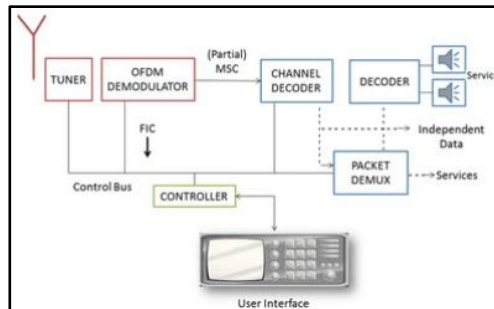 (Partial)
MSC
TUNER
OFDM
DEMODULATOR
CHANNEL
DECODER
DECODER
Servic
FIC
Independent
Data
PACKET
DEMUX
Services
Control Bus
CONTROLLER
User Interface